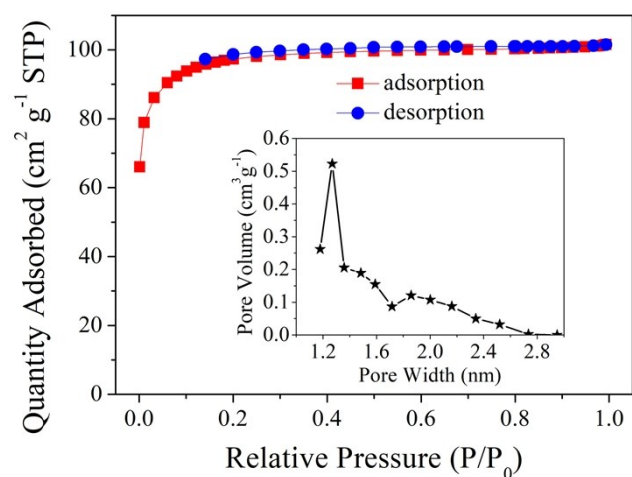 Quantity Adsorbed (cm² g⁻¹ STP)
100
80
60
40
20
0
adsorption
desorption
Pore Volume (cm³ g⁻¹)
0.6
0.5
0.4
0.3
0.2
0.1
0.0
1.2 1.6 2.0 2.4 2.8
Pore Width (nm)
0.0 0.2 0.4 0.6 0.8 1.0
Relative Pressure (P/P₀)